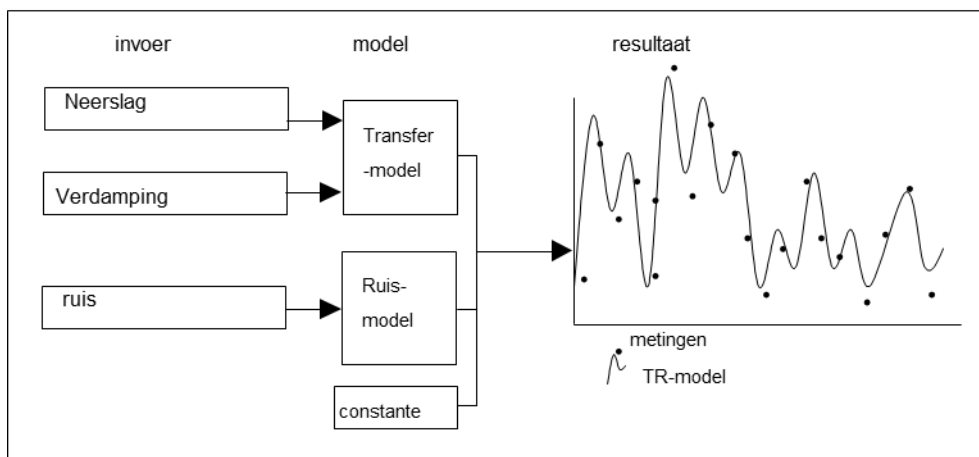 invoer model resultaat
Neerslag
Transfer
-model
Verdamping
ruis
Ruis-
model
constante
metingen
TR-model